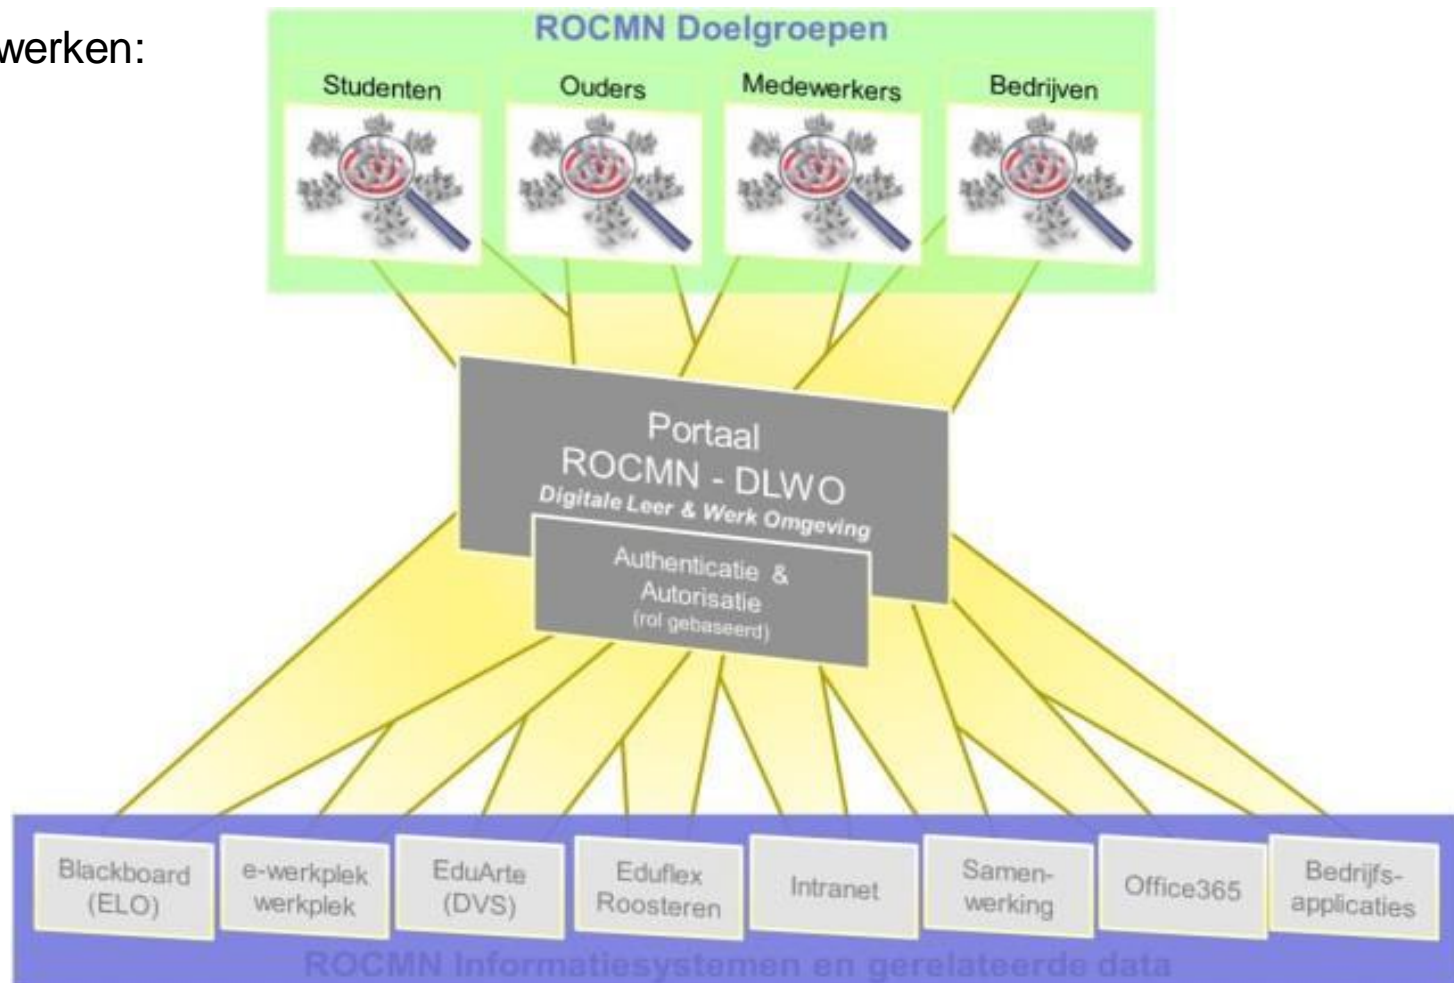 werken:
ROCMN Doelgroepen
Studenten
Ouders
Medewerkers
Bedrijven
Portaal
ROCMN - DLWO
Digitale Leer & Werk Omgeving
Authenticatie &
Autorisatie
(rol gebaseerd)
Blackboard
(ELO)
e-werkplek
werkplek
EduArte
(DVS)
Eduflex
Roosteren
Intranet
Samen-
werking
Office365
Bedrijfs-
applicaties
ROCMN Informatiesystemen en gerelateerde data